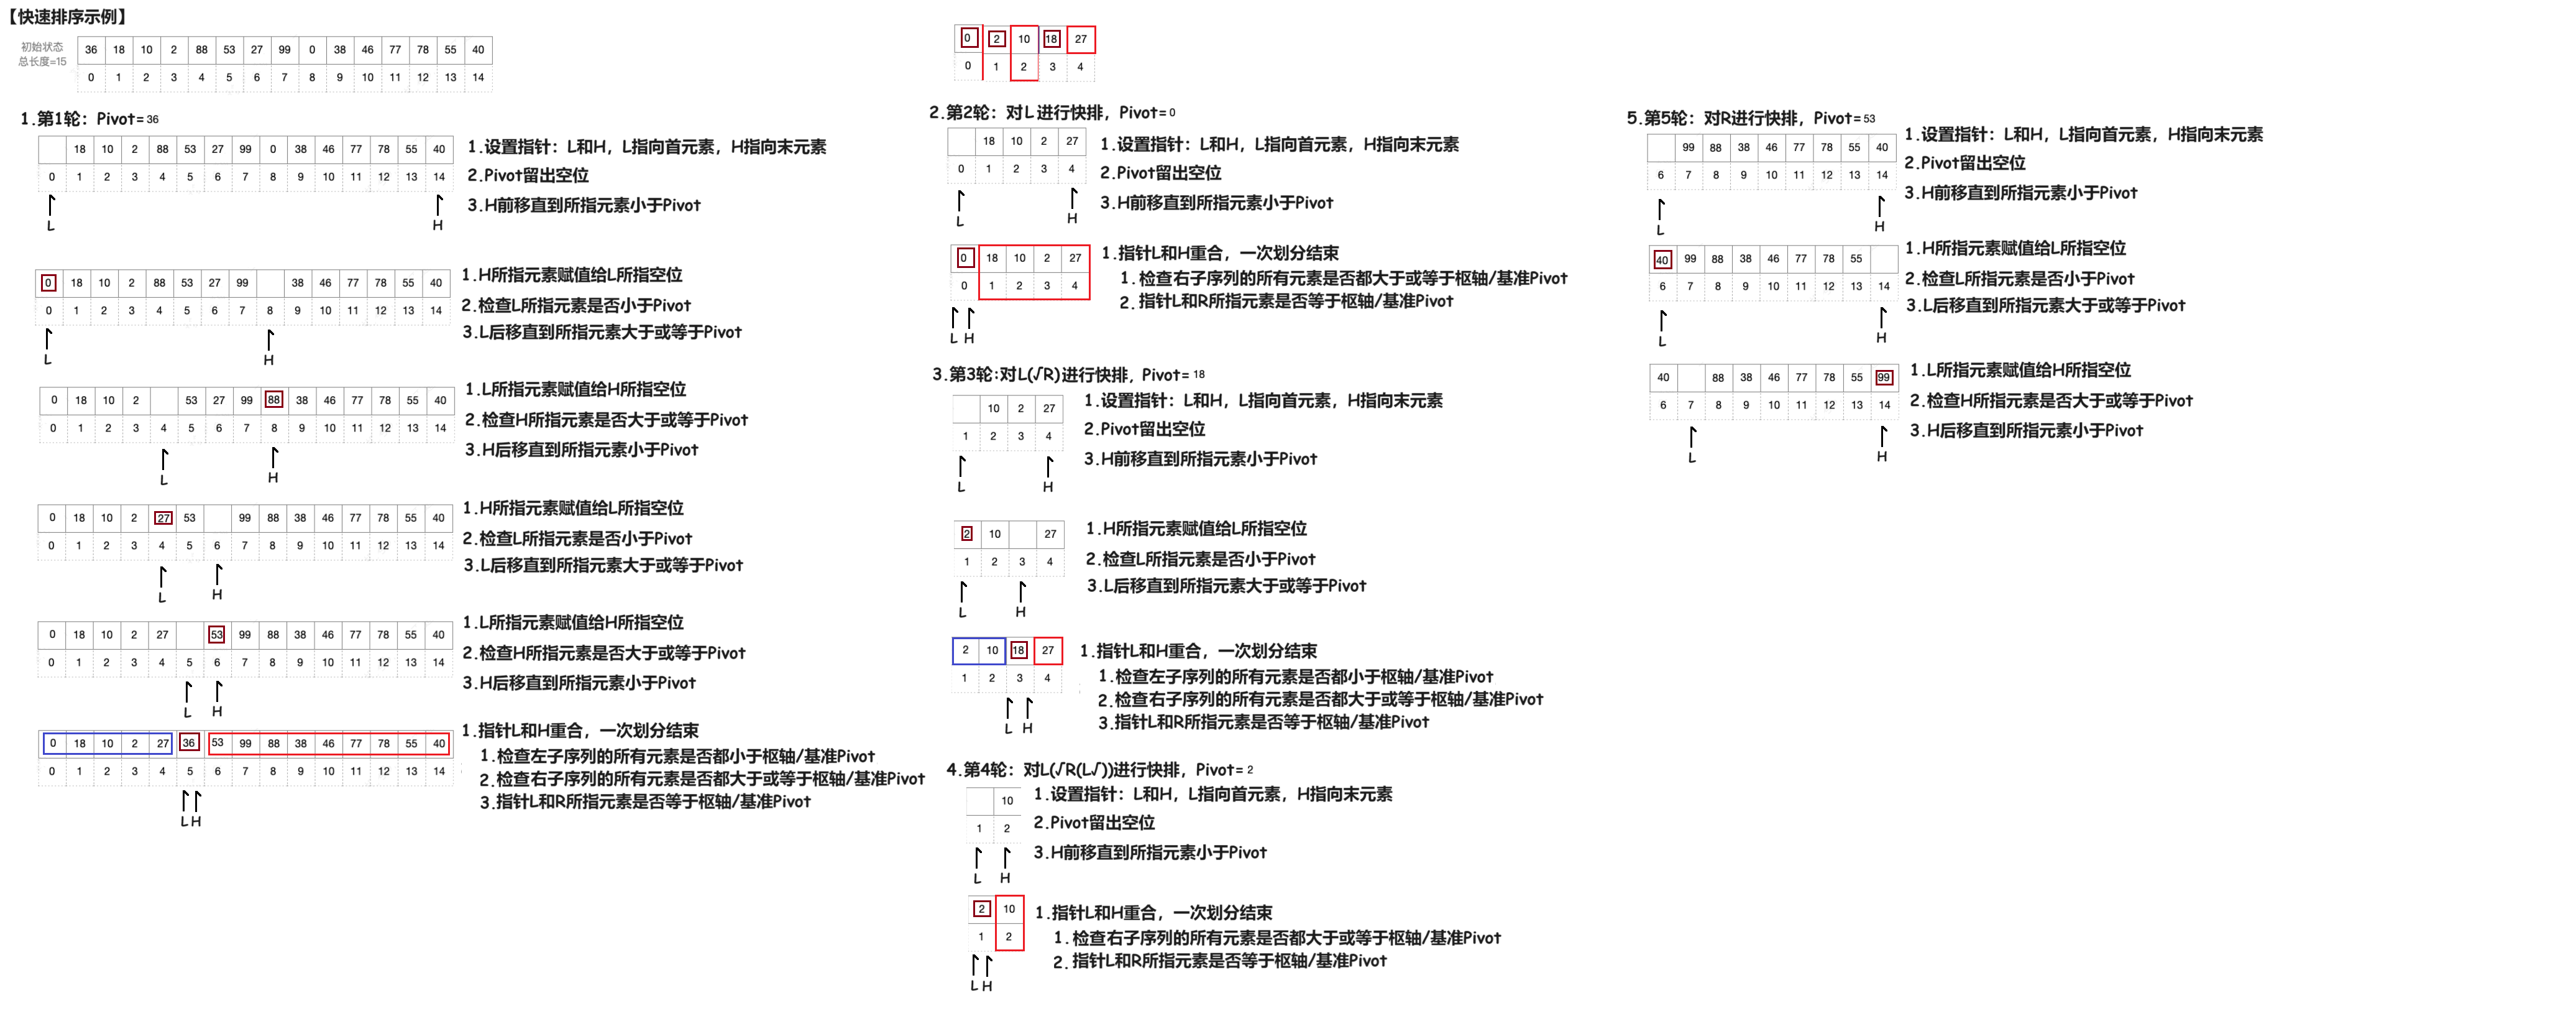 【快速排序示例】
初始状态
总长度=15
36 18 10 2 88 53 27 99 0 38 46 77 78 55 40
0 1 2 3 4 5 6 7 8 9 10 11 12 13 14
1.第1轮：Pivot=36
18 10 2 88 53 27 99 0 38 46 77 78 55 40
0 1 2 3 4 5 6 7 8 9 10 11 12 13 14
L H
1.设置指针：L和H，L指向首元素，H指向末元素
2.Pivot留出空位
3.H前移直到所指元素小于Pivot
0 18 10 2 88 53 27 99 38 46 77 78 55 40
0 1 2 3 4 5 6 7 8 9 10 11 12 13 14
L H
1.H所指元素赋值给L所指空位
2.检查L所指元素是否小于Pivot
3.L后移直到所指元素大于或等于Pivot
0 18 10 2 53 27 99 88 38 46 77 78 55 40
0 1 2 3 4 5 6 7 8 9 10 11 12 13 14
L H
1.L所指元素赋值给H所指空位
2.检查H所指元素是否大于或等于Pivot
3.H后移直到所指元素小于Pivot
0 18 10 2 27 53 99 88 38 46 77 78 55 40
0 1 2 3 4 5 6 7 8 9 10 11 12 13 14
L H
1.H所指元素赋值给L所指空位
2.检查L所指元素是否小于Pivot
3.L后移直到所指元素大于或等于Pivot
0 18 10 2 27 53 99 88 38 46 77 78 55 40
0 1 2 3 4 5 6 7 8 9 10 11 12 13 14
L H
1.L所指元素赋值给H所指空位
2.检查H所指元素是否大于或等于Pivot
3.H后移直到所指元素小于Pivot
0 18 10 2 27 36 53 99 88 38 46 77 78 55 40
0 1 2 3 4 5 6 7 8 9 10 11 12 13 14
L H
1.指针L和H重合，一次划分结束
1.检查左子序列的所有元素是否都小于枢轴/基准Pivot
2.检查右子序列的所有元素是否都大于或等于枢轴/基准Pivot
3.指针L和R所指元素是否等于枢轴/基准Pivot
0 2 10 18 27
0 1 2 3 4
2.第2轮：对L进行快排，Pivot=0
18 10 2 27
0 1 2 3 4
L H
1.设置指针：L和H，L指向首元素，H指向末元素
2.Pivot留出空位
3.H前移直到所指元素小于Pivot
0 18 10 2 27
0 1 2 3 4
L H
1.指针L和H重合，一次划分结束
1.检查右子序列的所有元素是否都大于或等于枢轴/基准Pivot
2.指针L和R所指元素是否等于枢轴/基准Pivot
3.第3轮:对L(√R)进行快排, Pivot=18
10 2 27
1 2 3 4
L H
1.设置指针：L和H，L指向首元素，H指向末元素
2.Pivot留出空位
3.H前移直到所指元素小于Pivot
2 10 27
1 2 3 4
L H
1.H所指元素赋值给L所指空位
2.检查L所指元素是否小于Pivot
3.L后移直到所指元素大于或等于Pivot
2 10 18 27
1 2 3 4
L H
1.指针L和H重合，一次划分结束
1.检查左子序列的所有元素是否都小于枢轴/基准Pivot
2.检查右子序列的所有元素是否都大于或等于枢轴/基准Pivot
3.指针L和R所指元素是否等于枢轴/基准Pivot
4.第4轮：对L(√R(L√))进行快排，Pivot=2
10
1 2
L H
1.设置指针：L和H，L指向首元素，H指向末元素
2.Pivot留出空位
3.H前移直到所指元素小于Pivot
2 10
1 2
L H
1.指针L和H重合，一次划分结束
1.检查右子序列的所有元素是否都大于或等于枢轴/基准Pivot
2.指针L和R所指元素是否等于枢轴/基准Pivot
5.第5轮：对R进行快排，Pivot=53
99 88 38 46 77 78 55 40
6 7 8 9 10 11 12 13 14
L H
1.设置指针：L和H，L指向首元素，H指向末元素
2.Pivot留出空位
3.H前移直到所指元素小于Pivot
40 99 88 38 46 77 78 55
6 7 8 9 10 11 12 13 14
L H
1.H所指元素赋值给L所指空位
2.检查L所指元素是否小于Pivot
3.L后移直到所指元素大于或等于Pivot
40 88 38 46 77 78 55 99
6 7 8 9 10 11 12 13 14
L H
1.L所指元素赋值给H所指空位
2.检查H所指元素是否大于或等于Pivot
3.H后移直到所指元素小于Pivot